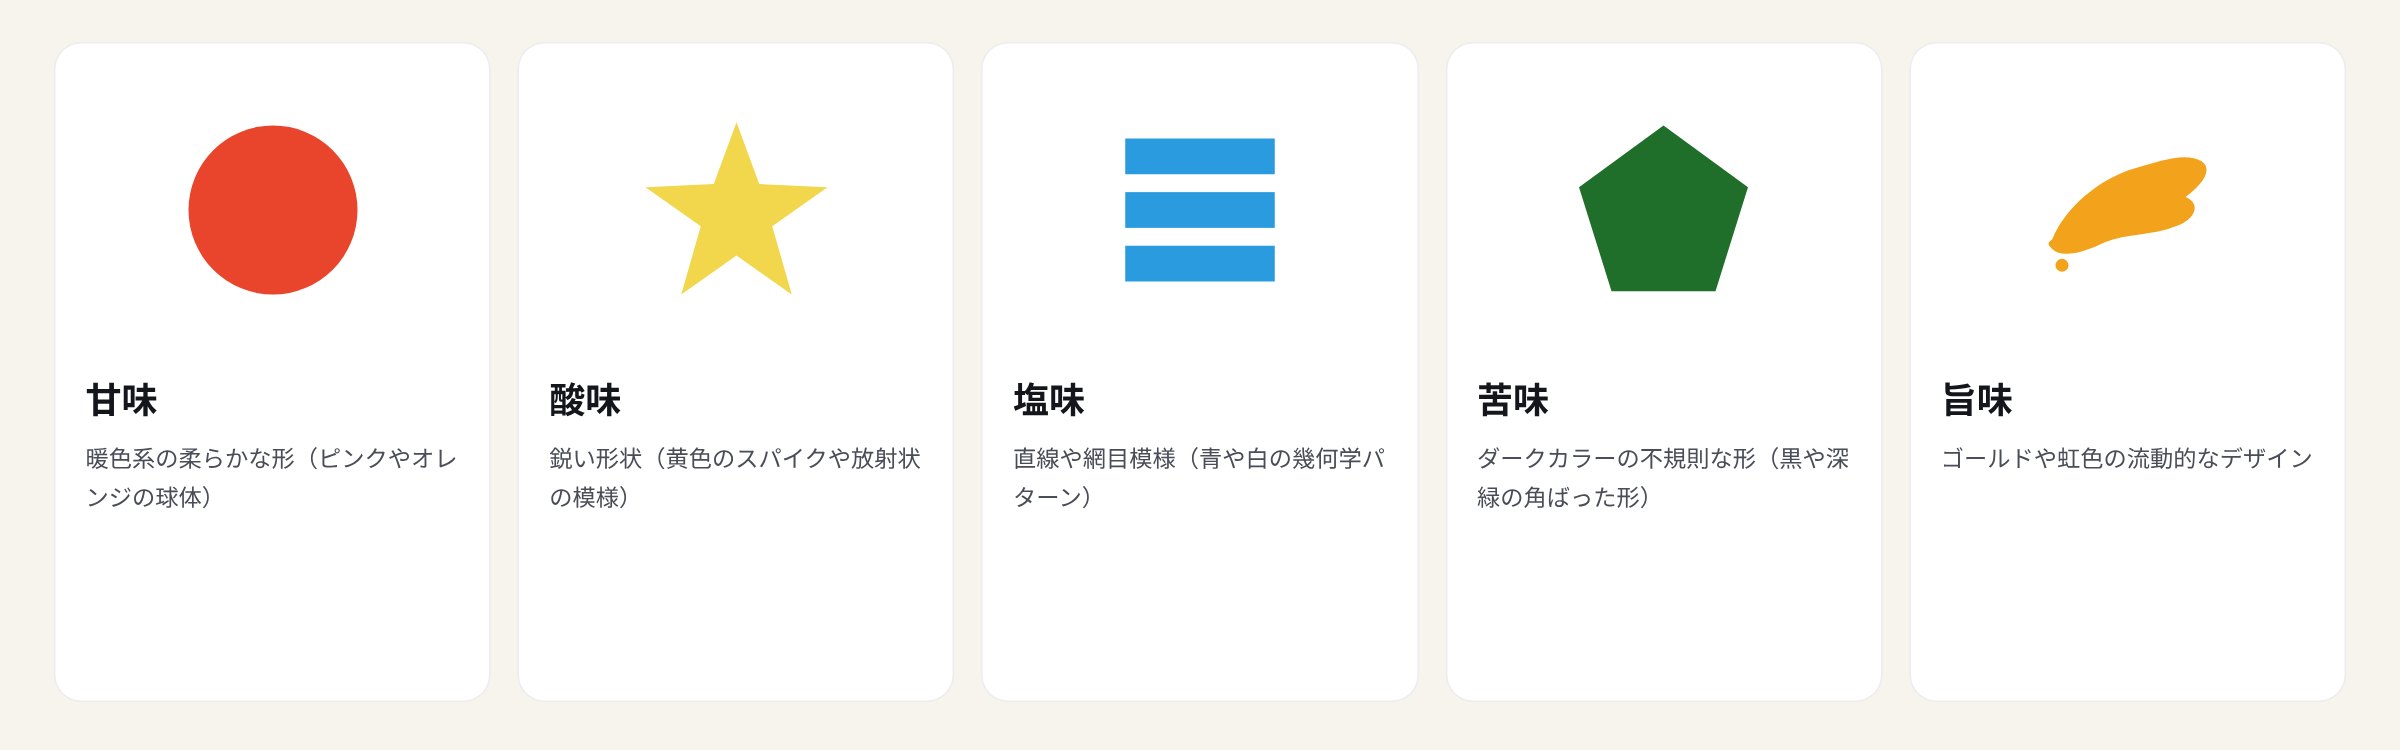 甘味
暖色系の柔らかな形（ピンクやオレ
ンジの球体）
酸味
鋭い形状（黄色のスパイクや放射状
の模様）
塩味
直線や網目模様（青や白の幾何学パ
ターン）
苦味
ダークカラーの不規則な形（黒や深
緑の角ばった形）
旨味
ゴールドや虹色の流動的なデザイン